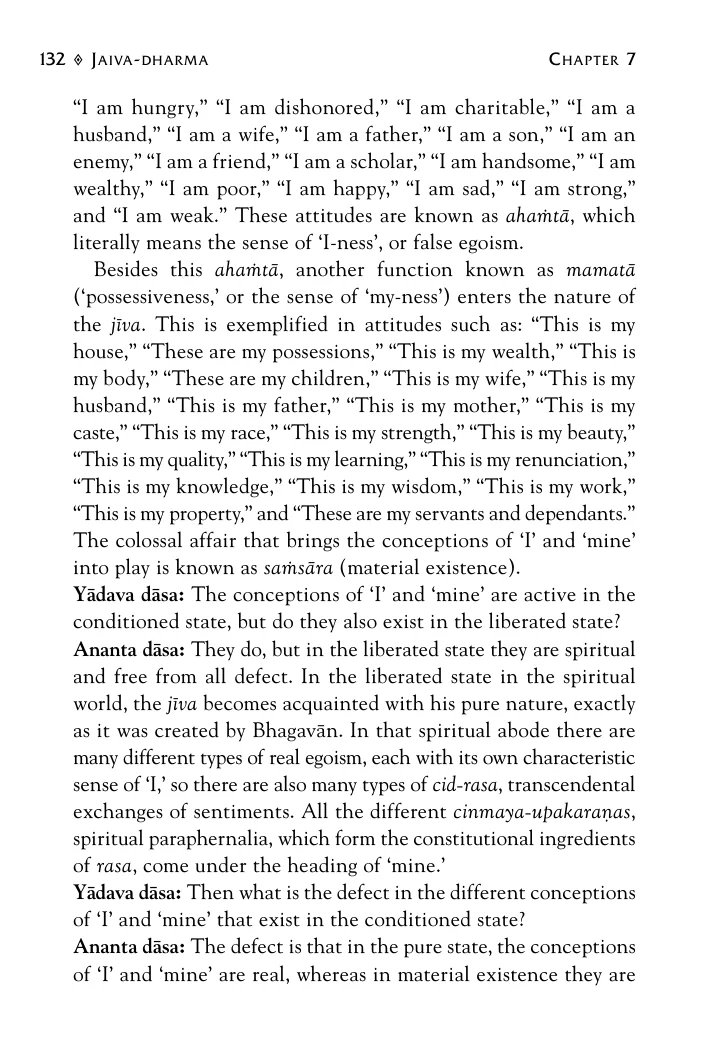 132 ◊ JAIVA-DHARMA CHAPTER 7
“I am hungry,” “I am dishonored,” “I am charitable,” “I am a
husband,” “I am a wife,” “I am a father,” “I am a son,” “I am an
enemy,” “I am a friend,” “I am a scholar,” “I am handsome,” “I am
wealthy,” “I am poor,” “I am happy,” “I am sad,” “I am strong,”
and “I am weak.” These attitudes are known as ahaṁtā, which
literally means the sense of ‘I-ness’, or false egoism.
Besides this ahaṁtā, another function known as mamatā
(‘possessiveness,’ or the sense of ‘my-ness’) enters the nature of
the jīva. This is exemplified in attitudes such as: “This is my
house,” “These are my possessions,” “This is my wealth,” “This is
my body,” “These are my children,” “This is my wife,” “This is my
husband,” “This is my father,” “This is my mother,” “This is my
caste,” “This is my race,” “This is my strength,” “This is my beauty,”
“This is my quality,” “This is my learning,” “This is my renunciation,”
“This is my knowledge,” “This is my wisdom,” “This is my work,”
“This is my property,” and “These are my servants and dependants.”
The colossal affair that brings the conceptions of ‘I’ and ‘mine’
into play is known as saṁsāra (material existence).
Yādava dāsa: The conceptions of ‘I’ and ‘mine’ are active in the
conditioned state, but do they also exist in the liberated state?
Ananta dāsa: They do, but in the liberated state they are spiritual
and free from all defect. In the liberated state in the spiritual
world, the jīva becomes acquainted with his pure nature, exactly
as it was created by Bhagavān. In that spiritual abode there are
many different types of real egoism, each with its own characteristic
sense of ‘I,’ so there are also many types of cid-rasa, transcendental
exchanges of sentiments. All the different cinmaya-upakaraṇas,
spiritual paraphernalia, which form the constitutional ingredients
of rasa, come under the heading of ‘mine.’
Yādava dāsa: Then what is the defect in the different conceptions
of ‘I’ and ‘mine’ that exist in the conditioned state?
Ananta dāsa: The defect is that in the pure state, the conceptions
of ‘I’ and ‘mine’ are real, whereas in material existence they are